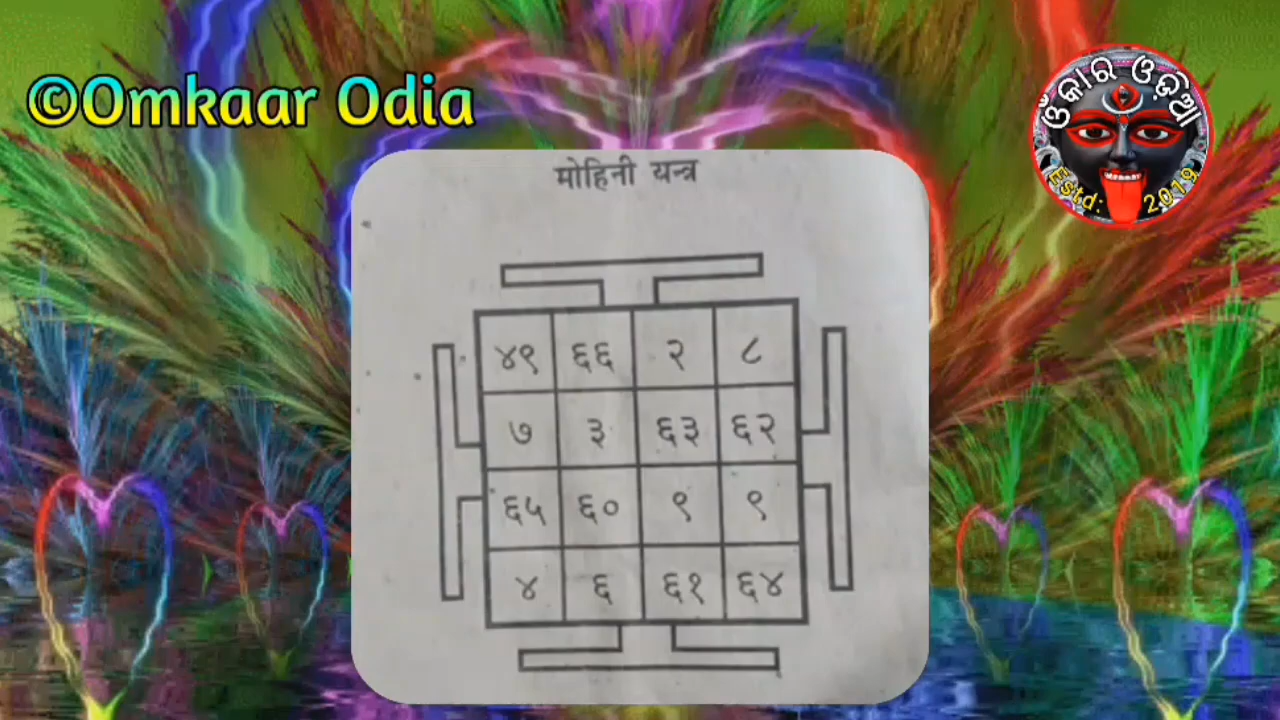 ©Omkaar Odia
ଓଁକାର ଓଡ଼ିଆ
Estd: 2019
मोहिनी यन्त्र
४९ ६६ २ ८
७ ३ ६३ ६२
६५ ६० ९ ९
४ ६ ६१ ६४